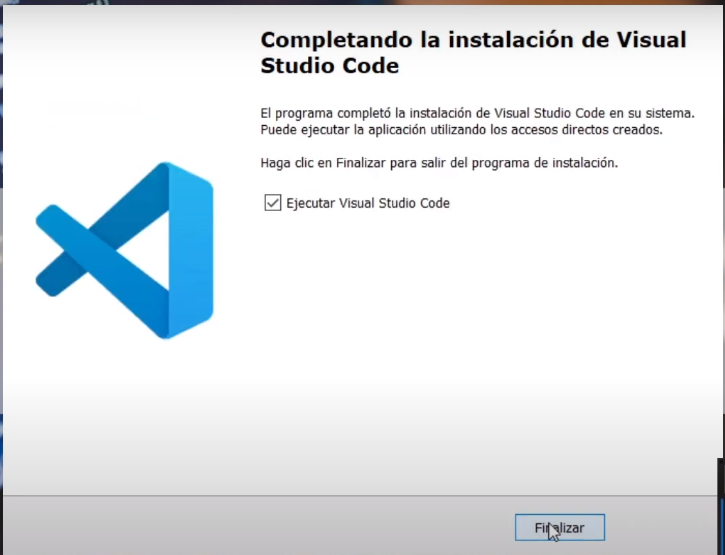 Completando la instalación de Visual
Studio Code
El programa completó la instalación de Visual Studio Code en su sistema.
Puede ejecutar la aplicación utilizando los accesos directos creados.
Haga clic en Finalizar para salir del programa de instalación.
Ejecutar Visual Studio Code
Finalizar